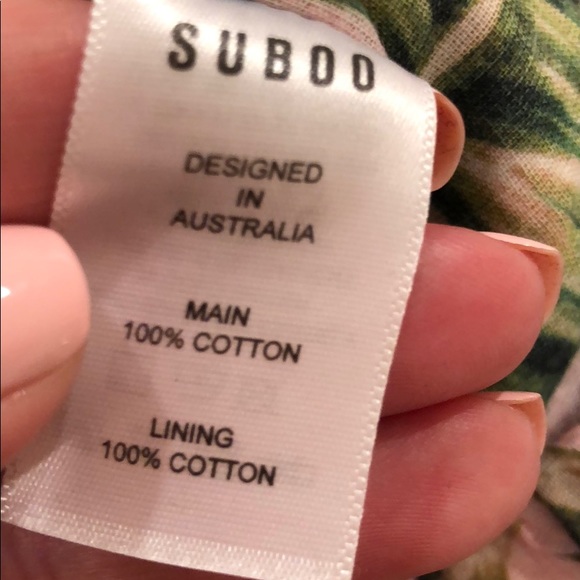 SUBOO
DESIGNED
IN
AUSTRALIA
MAIN
100% COTTON
LINING
100% COTTON